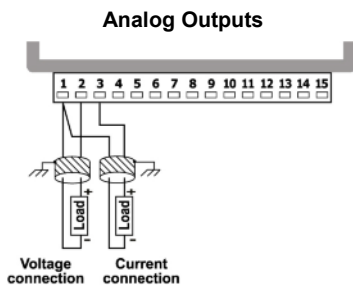 Analog Outputs
1 2 3 4 5 6 7 8 9 10 11 12 13 14 15
+ +
Load Load
- -
Voltage connection
Current connection